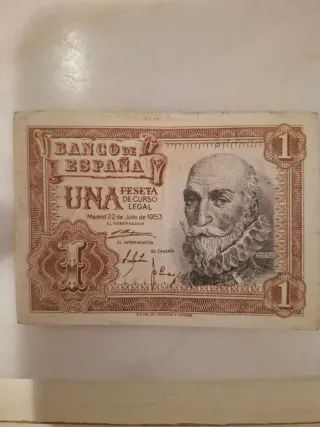 BANCO DE
ESPAÑA
1
UNA PESETA
DE CURSO
LEGAL
Madrid 22 de Julio de 1953
EL GOBERNADOR
EL INTERVENTOR
EL CAJERO
1
1